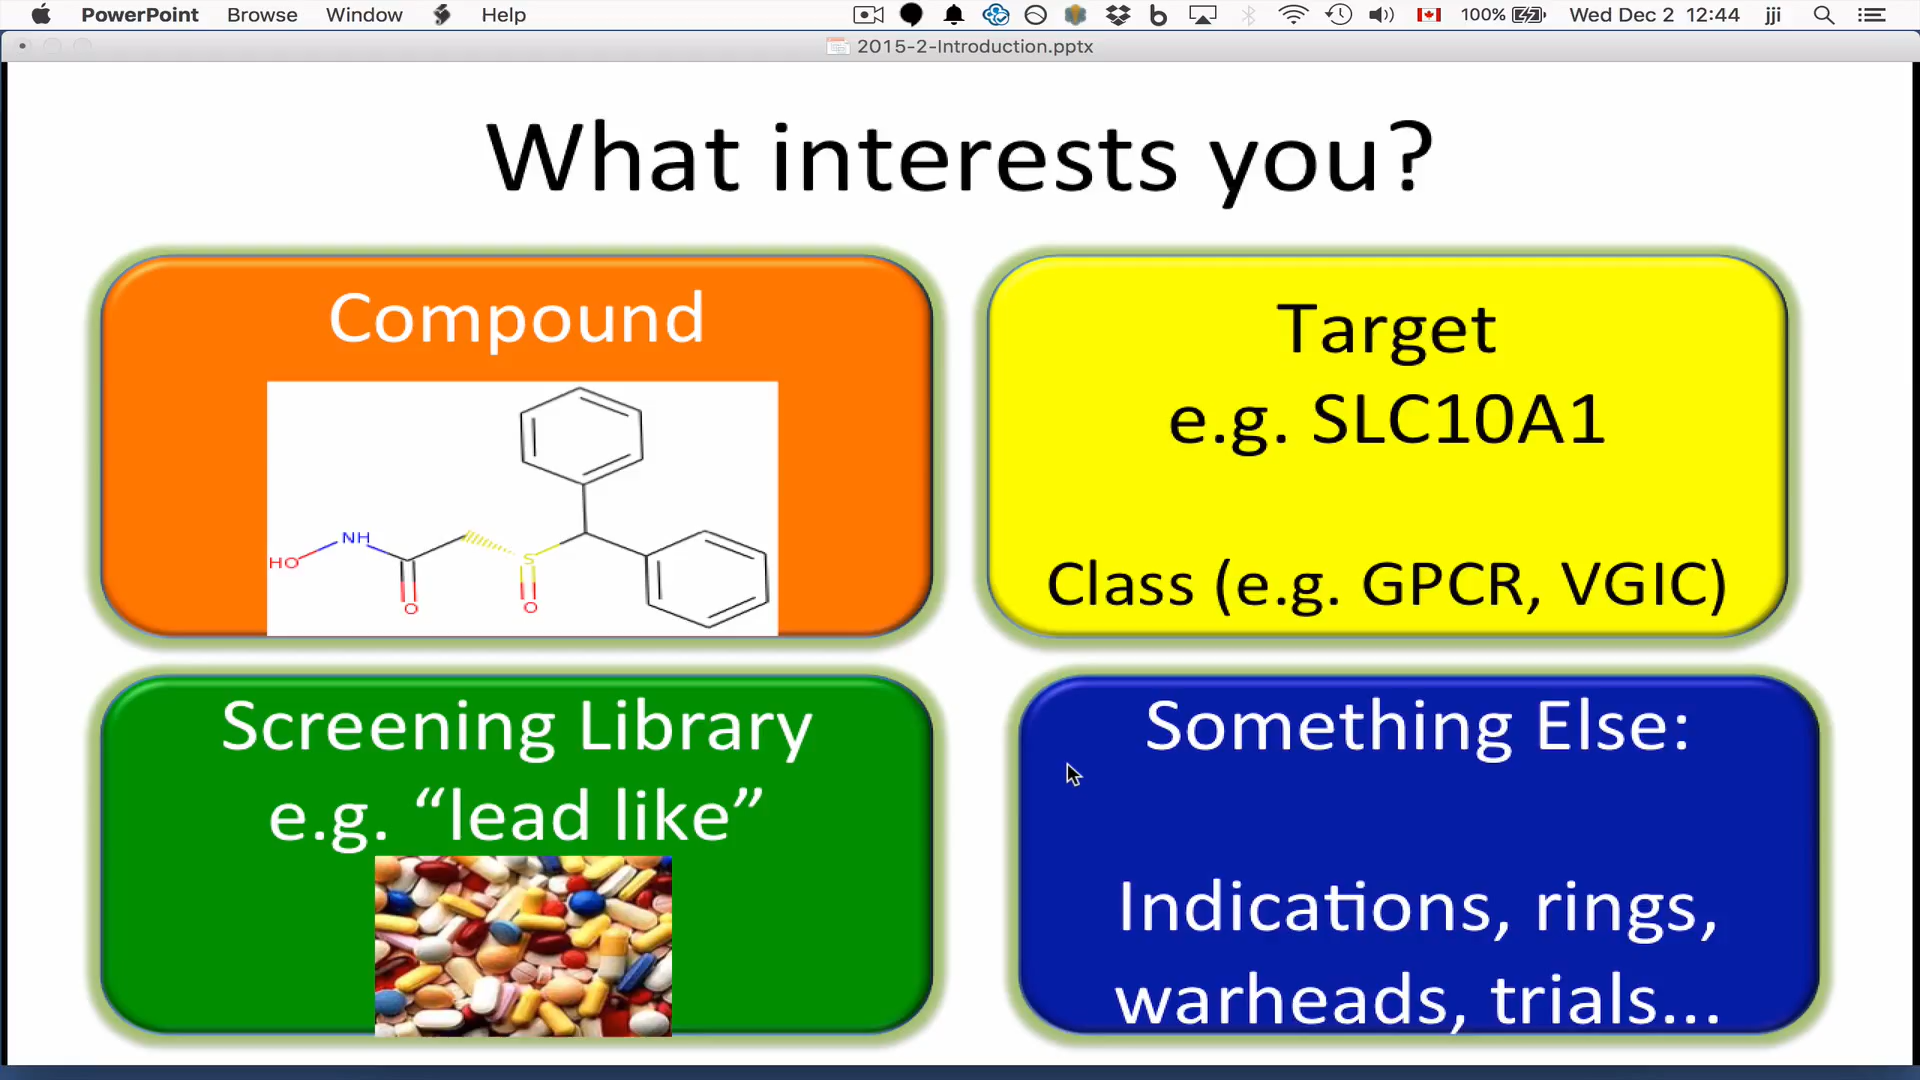 PowerPoint Browse Window Help 100% Wed Dec 2 12:44 jji
2015-2-Introduction.pptx
What interests you?
Compound
HO NH O S O
Target
e.g. SLC10A1
Class (e.g. GPCR, VGIC)
Screening Library
e.g. “lead like”
Something Else:
Indications, rings,
warheads, trials...